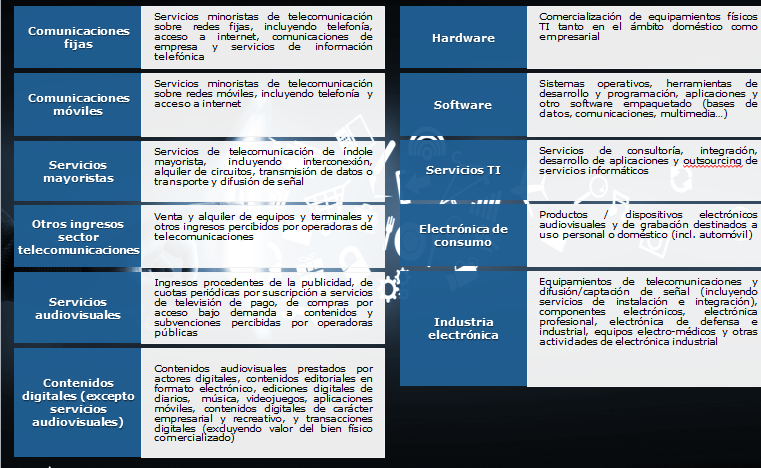 Comunicaciones
fijas
Servicios minoristas de telecomunicación
sobre redes fijas, incluyendo telefonía,
acceso a internet, comunicaciones de
empresa y servicios de información
telefónica
Comunicaciones
móviles
Servicios minoristas de telecomunicación
sobre redes móviles, incluyendo telefonía y
acceso a internet
Servicios
mayoristas
Servicios de telecomunicación de índole
mayorista, incluyendo interconexión,
alquiler de circuitos, transmisión de datos o
transporte y difusión de señal
Otros ingresos
sector
telecomunicaciones
Venta y alquiler de equipos y terminales y
otros ingresos percibidos por operadoras de
telecomunicaciones
Servicios
audiovisuales
Ingresos procedentes de la publicidad, de
cuotas periódicas por suscripción a servicios
de televisión de pago, de compras por
acceso bajo demanda a contenidos y
subvenciones percibidas por operadoras
públicas
Contenidos
digitales (excepto
servicios
audiovisuales)
Contenidos audiovisuales prestados por
actores digitales, contenidos editoriales en
formato electrónico, ediciones digitales de
diarios, música, videojuegos, aplicaciones
móviles, contenidos digitales de carácter
empresarial y recreativo, y transacciones
digitales (excluyendo valor del bien físico
comercializado)
Hardware
Comercialización de equipamientos físicos
TI tanto en el ámbito doméstico como
empresarial
Software
Sistemas operativos, herramientas de
desarrollo y programación, aplicaciones y
otro software empaquetado (bases de
datos, comunicaciones, multimedia…)
Servicios TI
Servicios de consultoría, integración,
desarrollo de aplicaciones y outsourcing de
servicios informáticos
Electrónica de
consumo
Productos / dispositivos electrónicos
audiovisuales y de grabación destinados a
uso personal o doméstico (incl. automóvil)
Industria
electrónica
Equipamientos de telecomunicaciones y
difusión/captación de señal (incluyendo
servicios de instalación e integración),
componentes electrónicos, electrónica
profesional, electrónica de defensa e
industrial, equipos electro-médicos y otras
actividades de electrónica industrial